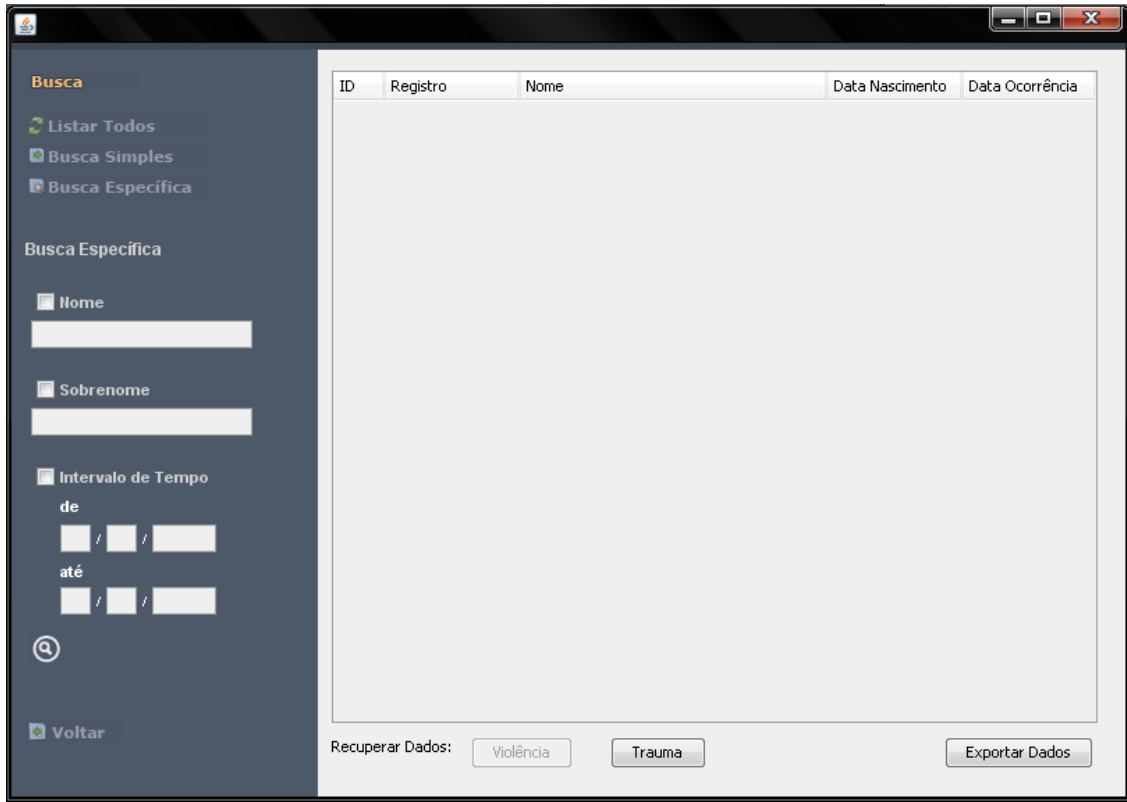 Busca
Listar Todos
Busca Simples
Busca Específica
Busca Específica
Nome
Sobrenome
Intervalo de Tempo
de
/ /
até
/ /
Voltar
ID Registro Nome Data Nascimento Data Ocorrência
Recuperar Dados: Violência Trauma Exportar Dados